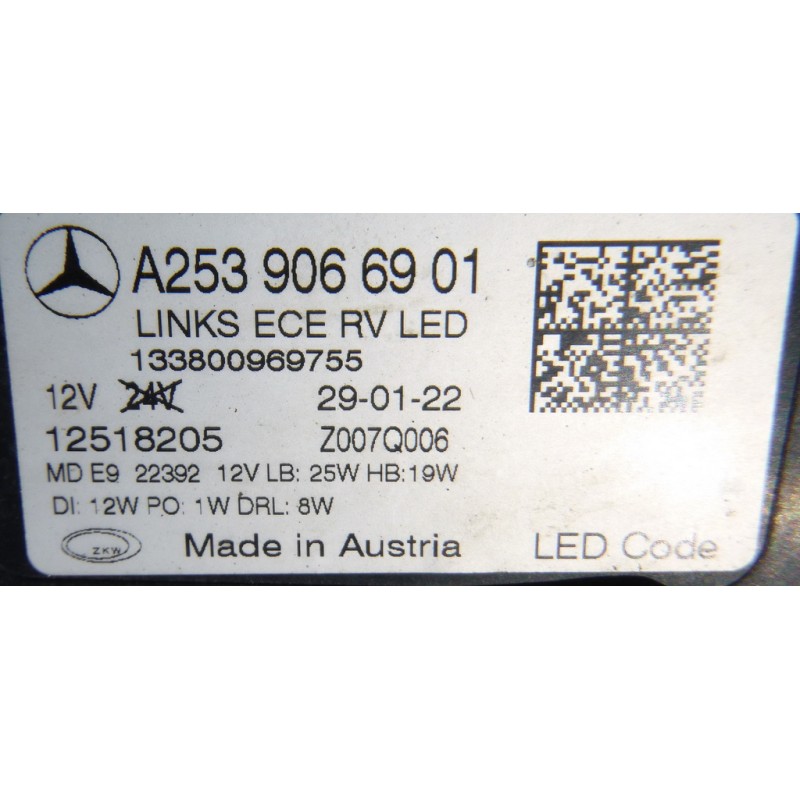 A253 906 69 01
LINKS ECE RV LED
133800969755
12V 24V 29-01-22
12518205 Z007Q006
MD E9 22392 12V LB: 25W HB:19W
DI: 12W PO: 1W DRL: 8W
ZKW Made in Austria LED Code